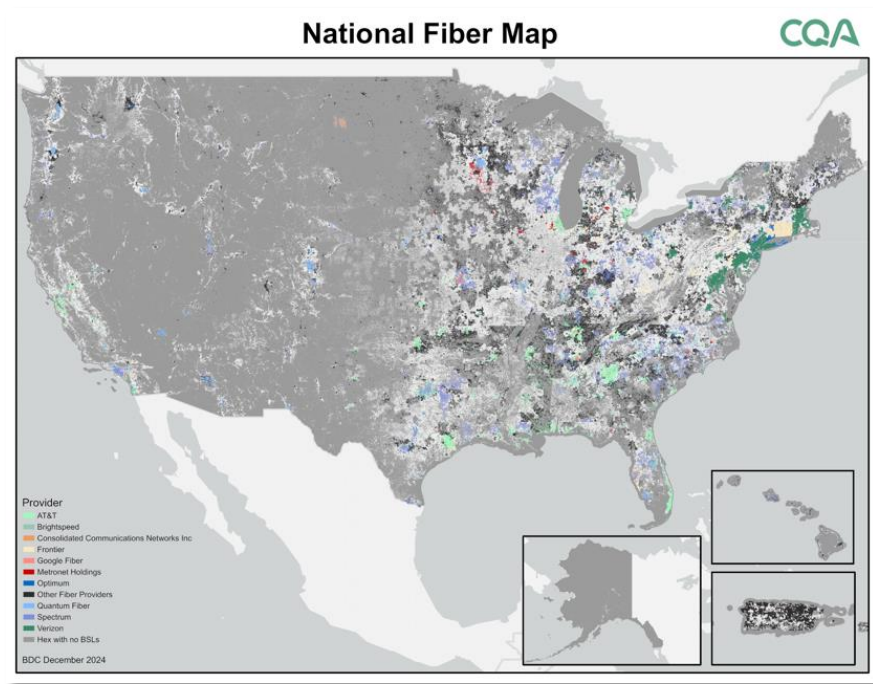 National Fiber Map
CQA
Provider
AT&T
Brightspeed
Consolidated Communications Networks Inc
Frontier
Google Fiber
Metronet Holdings
Optimum
Other Fiber Providers
Quantum Fiber
Spectrum
Verizon
Hex with no BSLs
BDC December 2024